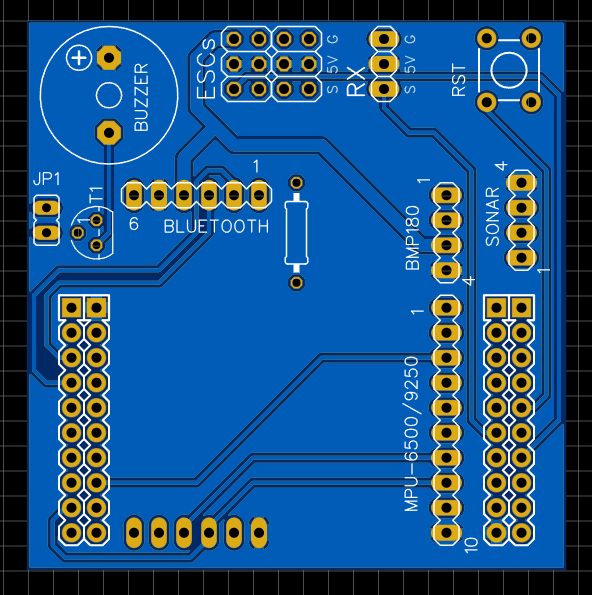 BUZZER
ESCs
G
5V
S
RX
G
5V
S
RST
JP1
1
T1
1
6
BLUETOOTH
1
BMP180
4
SONAR
4
1
1
MPU-6500/9250
10